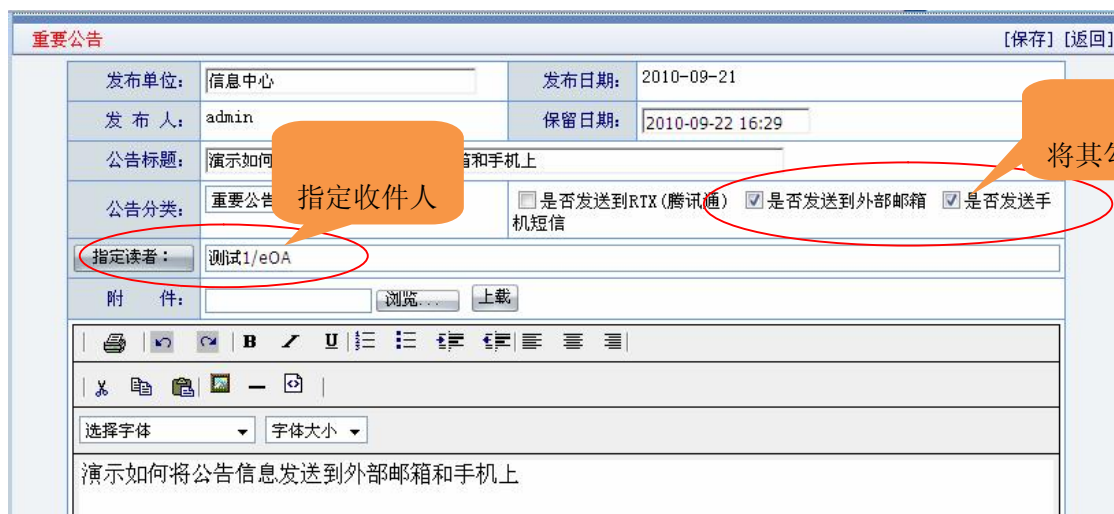 重要公告 [保存] [返回]
发布单位: 信息中心 发布日期: 2010-09-21
发 布 人: admin 保留日期: 2010-09-22 16:29
公告标题: 演示如何 和手机上
将其
公告分类: 重要公告 是否发送到RTX(腾讯通) 是否发送到外部邮箱 是否发送手
机短信
指定收件人
指定读者: 测试1/eOA
附 件: 浏览... 上载
B I U
选择字体 字体大小
演示如何将公告信息发送到外部邮箱和手机上